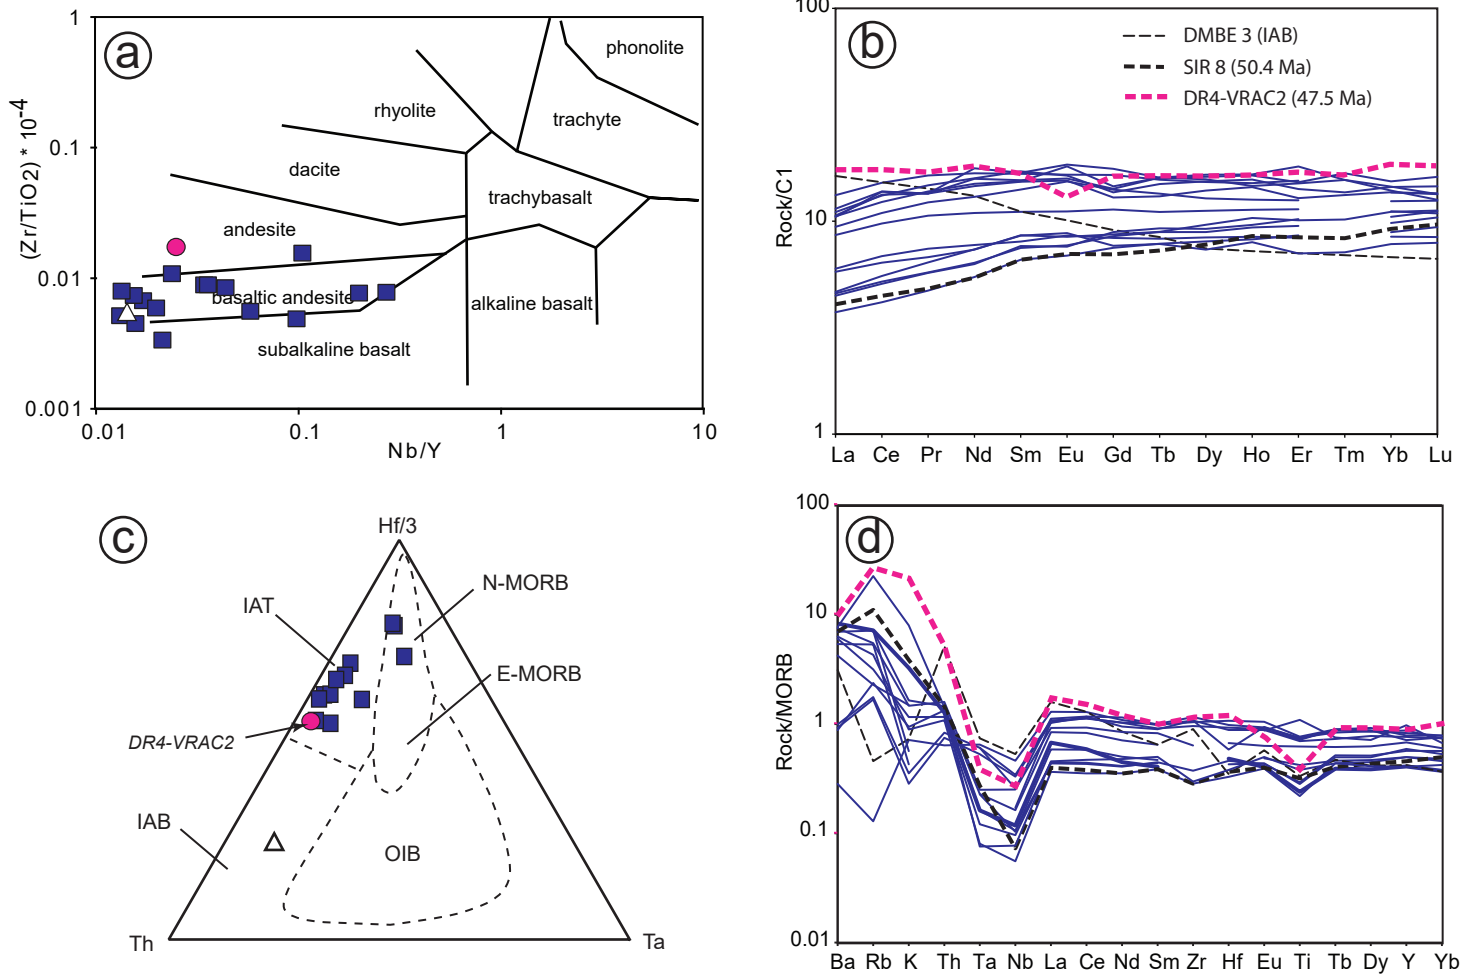 a
(Zr/TiO2) * 10-4
1
0.1
0.01
0.001
0.01
0.1
1
10
Nb/Y
phonolite
rhyolite
trachyte
dacite
trachybasalt
andesite
basaltic andesite
alkaline basalt
subalkaline basalt
b
Rock/C1
100
10
1
DMBE 3 (IAB)
SIR 8 (50.4 Ma)
DR4-VRAC2 (47.5 Ma)
La Ce Pr Nd Sm Eu Gd Tb Dy Ho Er Tm Yb Lu
c
Hf/3
N-MORB
IAT
E-MORB
DR4-VRAC2
IAB
OIB
Th
Ta
d
Rock/MORB
100
10
1
0.1
0.01
Ba Rb K Th Ta Nb La Ce Nd Sm Zr Hf Eu Ti Tb Dy Y Yb